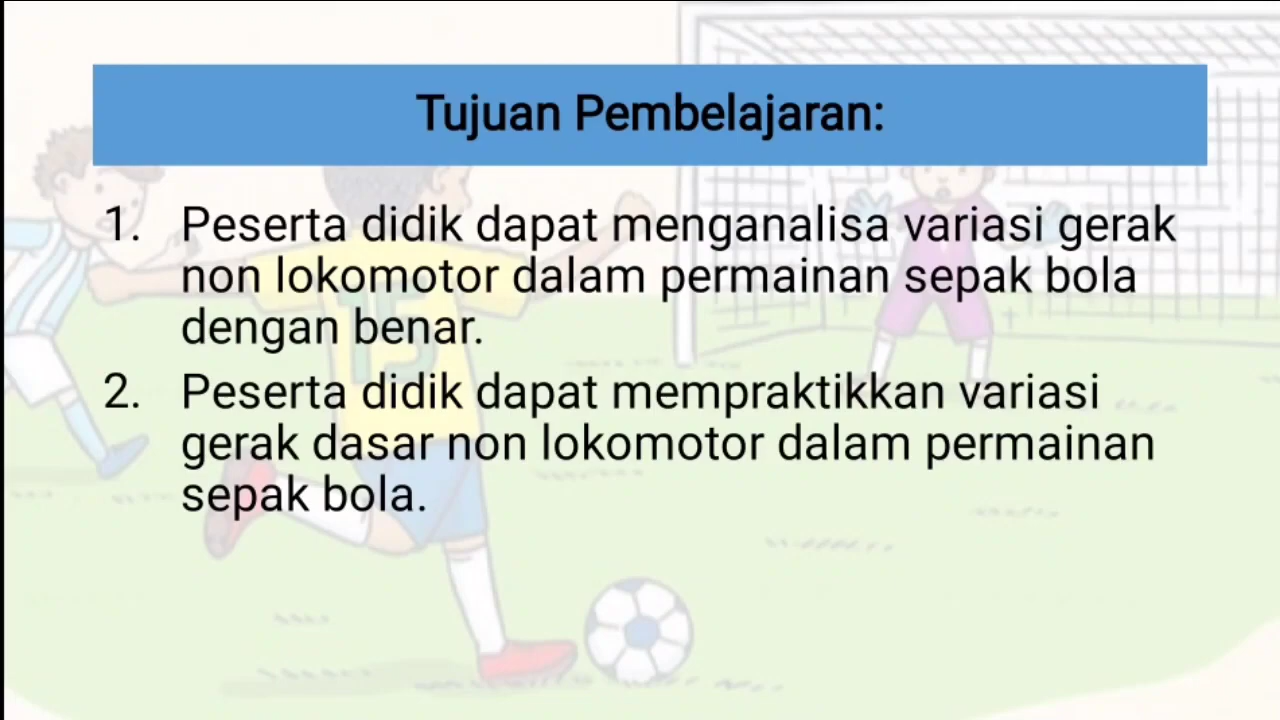 Tujuan Pembelajaran:
1. Peserta didik dapat menganalisa variasi gerak
non lokomotor dalam permainan sepak bola
dengan benar.
2. Peserta didik dapat mempraktikkan variasi
gerak dasar non lokomotor dalam permainan
sepak bola.
15